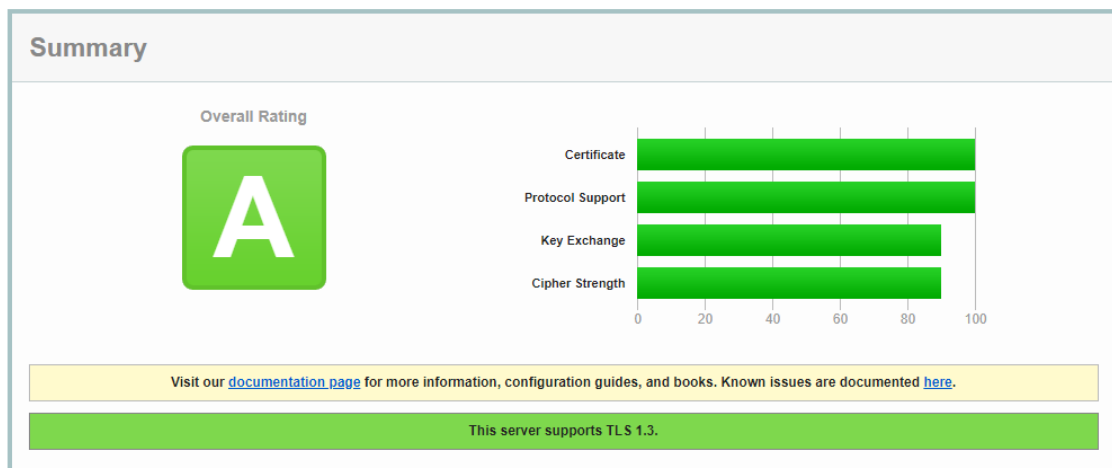 Summary
Overall Rating
A
Certificate
Protocol Support
Key Exchange
Cipher Strength
0 20 40 60 80 100
Visit our documentation page for more information, configuration guides, and books. Known issues are documented here.
This server supports TLS 1.3.